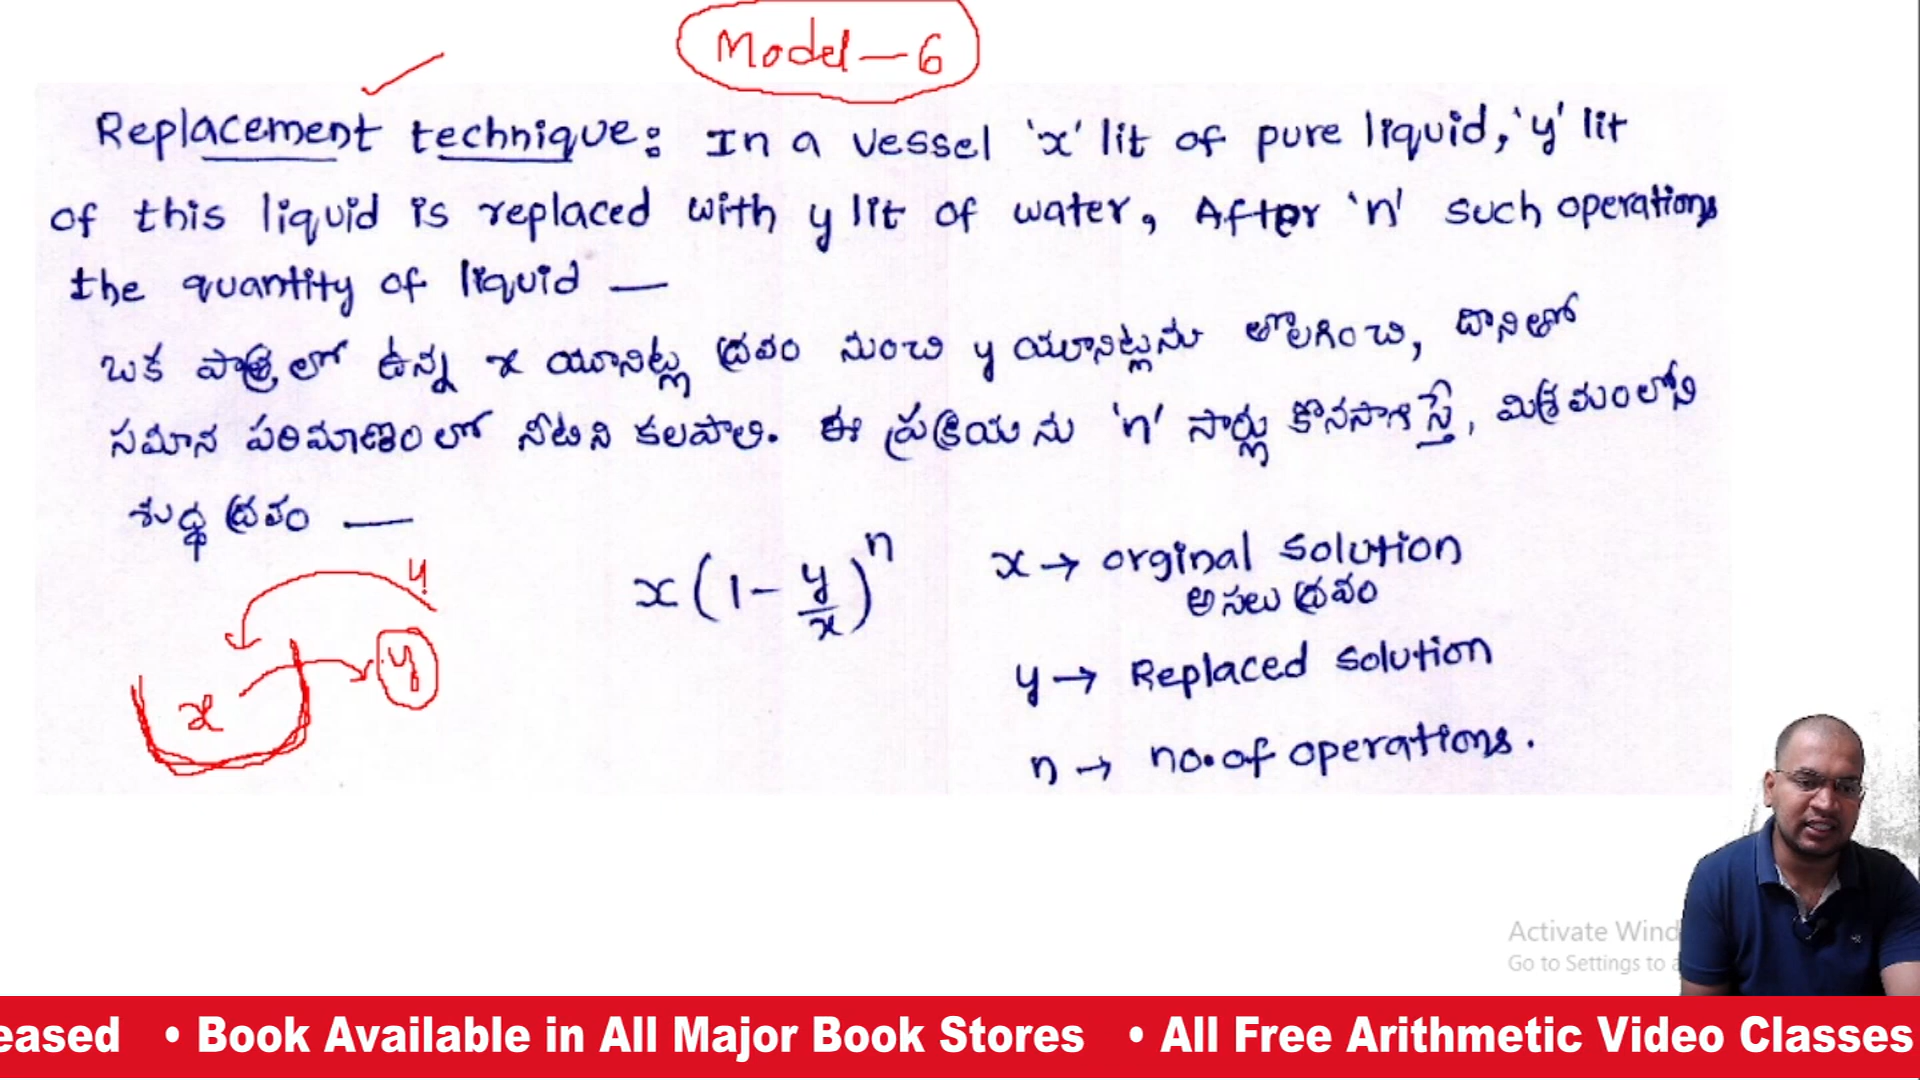 Model - 6
Replacement technique: In a vessel 'x' lit of pure liquid, 'y' lit
of this liquid is replaced with y lit of water, After 'n' such operations
the quantity of liquid —
ఒక పాత్రలో ఉన్న x యూనిట్ల ద్రవం నుంచి y యూనిట్లను తొలగించి, దానితో
సమాన పరిమాణంలో నీటిని కలపాలి. ఈ ప్రక్రియను 'n' సార్లు కొనసాగిస్తే, మిశ్రమంలోని
శుద్ధ ద్రవం —
x(1 - y/x)^n
x → orginal solution
అసలు ద్రవం
y → Replaced solution
n → no. of operations.
y
y
x
Activate Wind
Go to Settings to a
eased • Book Available in All Major Book Stores • All Free Arithmetic Video Classes